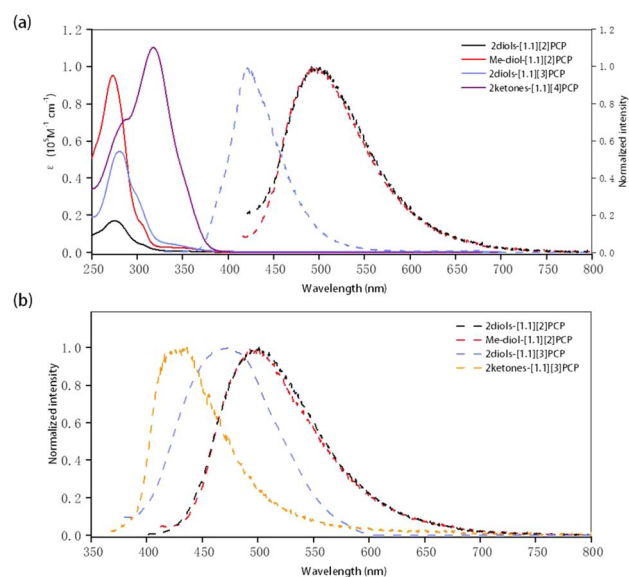 (a)
1.2
1.0
0.8
0.6
0.4
0.2
0.0
ε (10⁵M⁻¹ cm⁻¹)
2diols-[1.1][2]PCP
Me-diol-[1.1][2]PCP
2diols-[1.1][3]PCP
2ketones-[1.1][4]PCP
1.2
1.0
0.8
0.6
0.4
0.2
0.0
Normalized intensity
250 300 350 400 450 500 550 600 650 700 750 800
Wavelength (nm)
(b)
1.0
0.8
0.6
0.4
0.2
0.0
Normalized intensity
2diols-[1.1][2]PCP
Me-diol-[1.1][2]PCP
2diols-[1.1][3]PCP
2ketones-[1.1][3]PCP
350 400 450 500 550 600 650 700 750 800
Wavelength (nm)